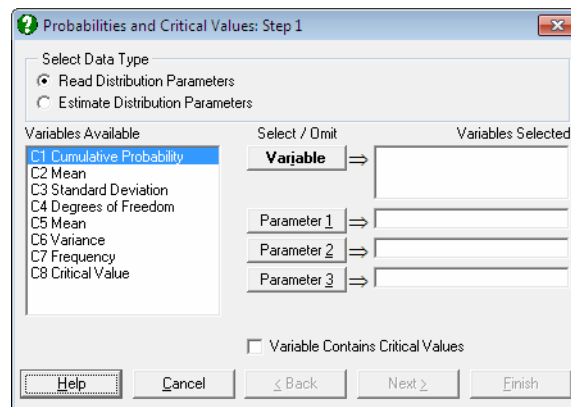 Probabilities and Critical Values: Step 1
Select Data Type
Read Distribution Parameters
Estimate Distribution Parameters
Variables Available
Select / Omit
Variables Selected
C1 Cumulative Probability
C2 Mean
C3 Standard Deviation
C4 Degrees of Freedom
C5 Mean
C6 Variance
C7 Frequency
C8 Critical Value
Variable
Parameter 1
Parameter 2
Parameter 3
Variable Contains Critical Values
Help
Cancel
< Back
Next >
Finish